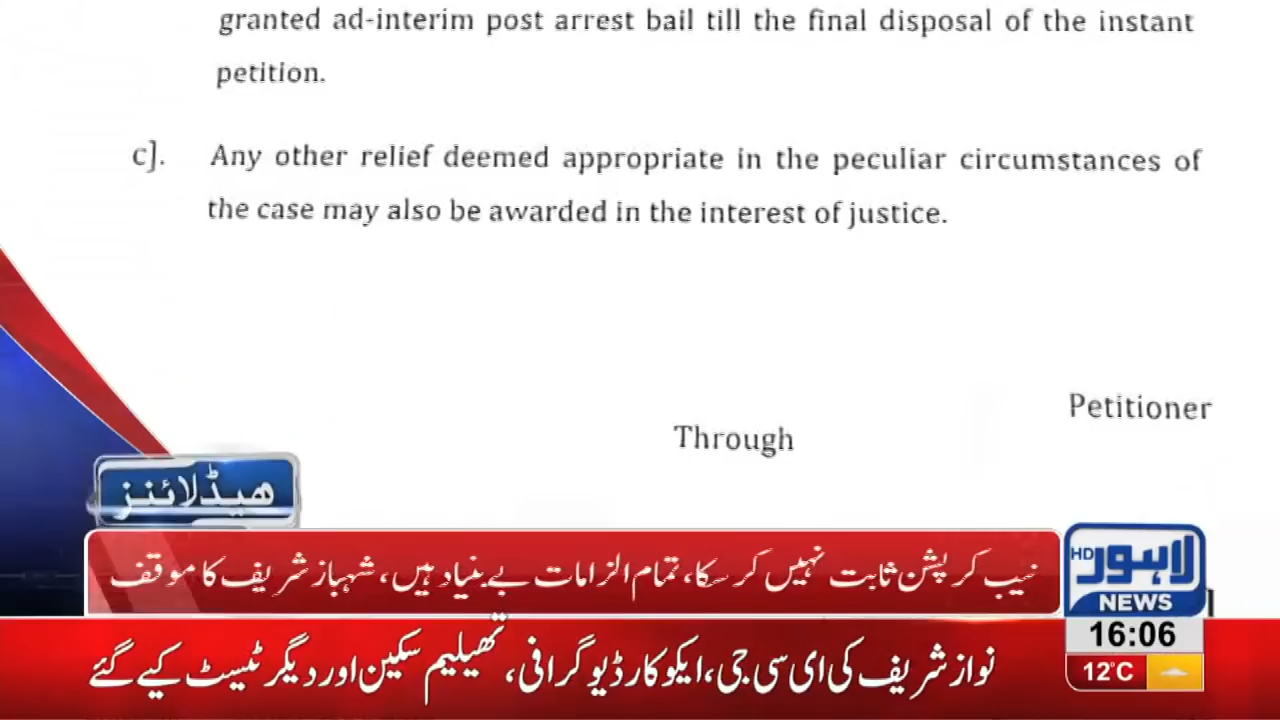 granted ad-interim post arrest bail till the final disposal of the instant
petition.
c]. Any other relief deemed appropriate in the peculiar circumstances of
the case may also be awarded in the interest of justice.
Petitioner
Through
ھیڈلائنز
نیب کرپشن ثابت نہیں کر سکا، تمام الزامات بے بنیاد ہیں، شہباز شریف کا موقف
HD لاہور
NEWS
16:06
نواز شریف کی ای سی جی، ایکو کارڈیو گرافی، تھیلیم سکین اور دیگر ٹیسٹ کیے گئے
12°C